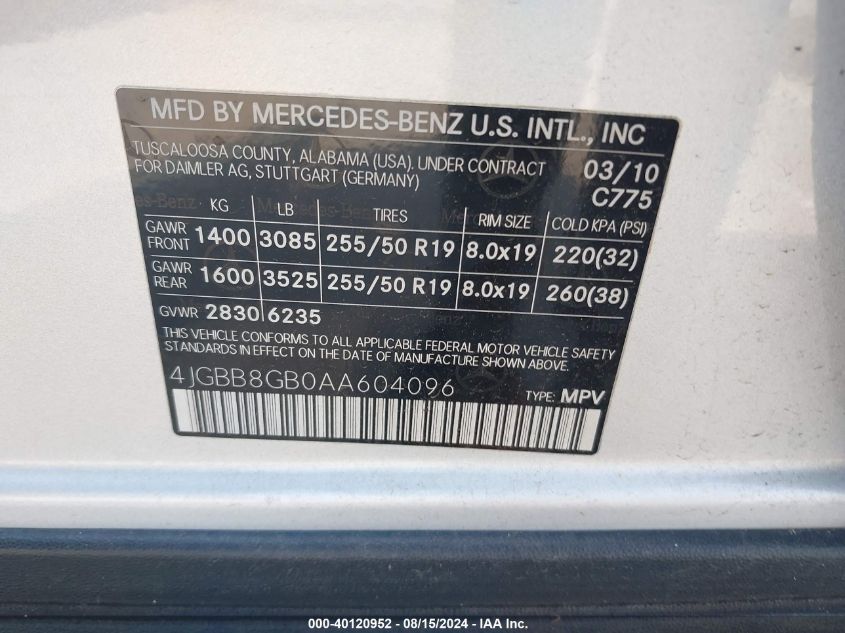 MFD BY MERCEDES-BENZ U.S. INTL., INC
TUSCALOOSA COUNTY, ALABAMA (USA), UNDER CONTRACT
FOR DAIMLER AG, STUTTGART (GERMANY)
03/10
C775
KG LB TIRES RIM SIZE COLD KPA (PSI)
GAWR FRONT 1400 3085 255/50 R19 8.0x19 220(32)
GAWR REAR 1600 3525 255/50 R19 8.0x19 260(38)
GVWR 2830 6235
THIS VEHICLE CONFORMS TO ALL APPLICABLE FEDERAL MOTOR VEHICLE SAFETY
STANDARDS IN EFFECT ON THE DATE OF MANUFACTURE SHOWN ABOVE.
4JGBB8GB0AA604096
TYPE: MPV
000-40120952 - 08/15/2024 - IAA Inc.